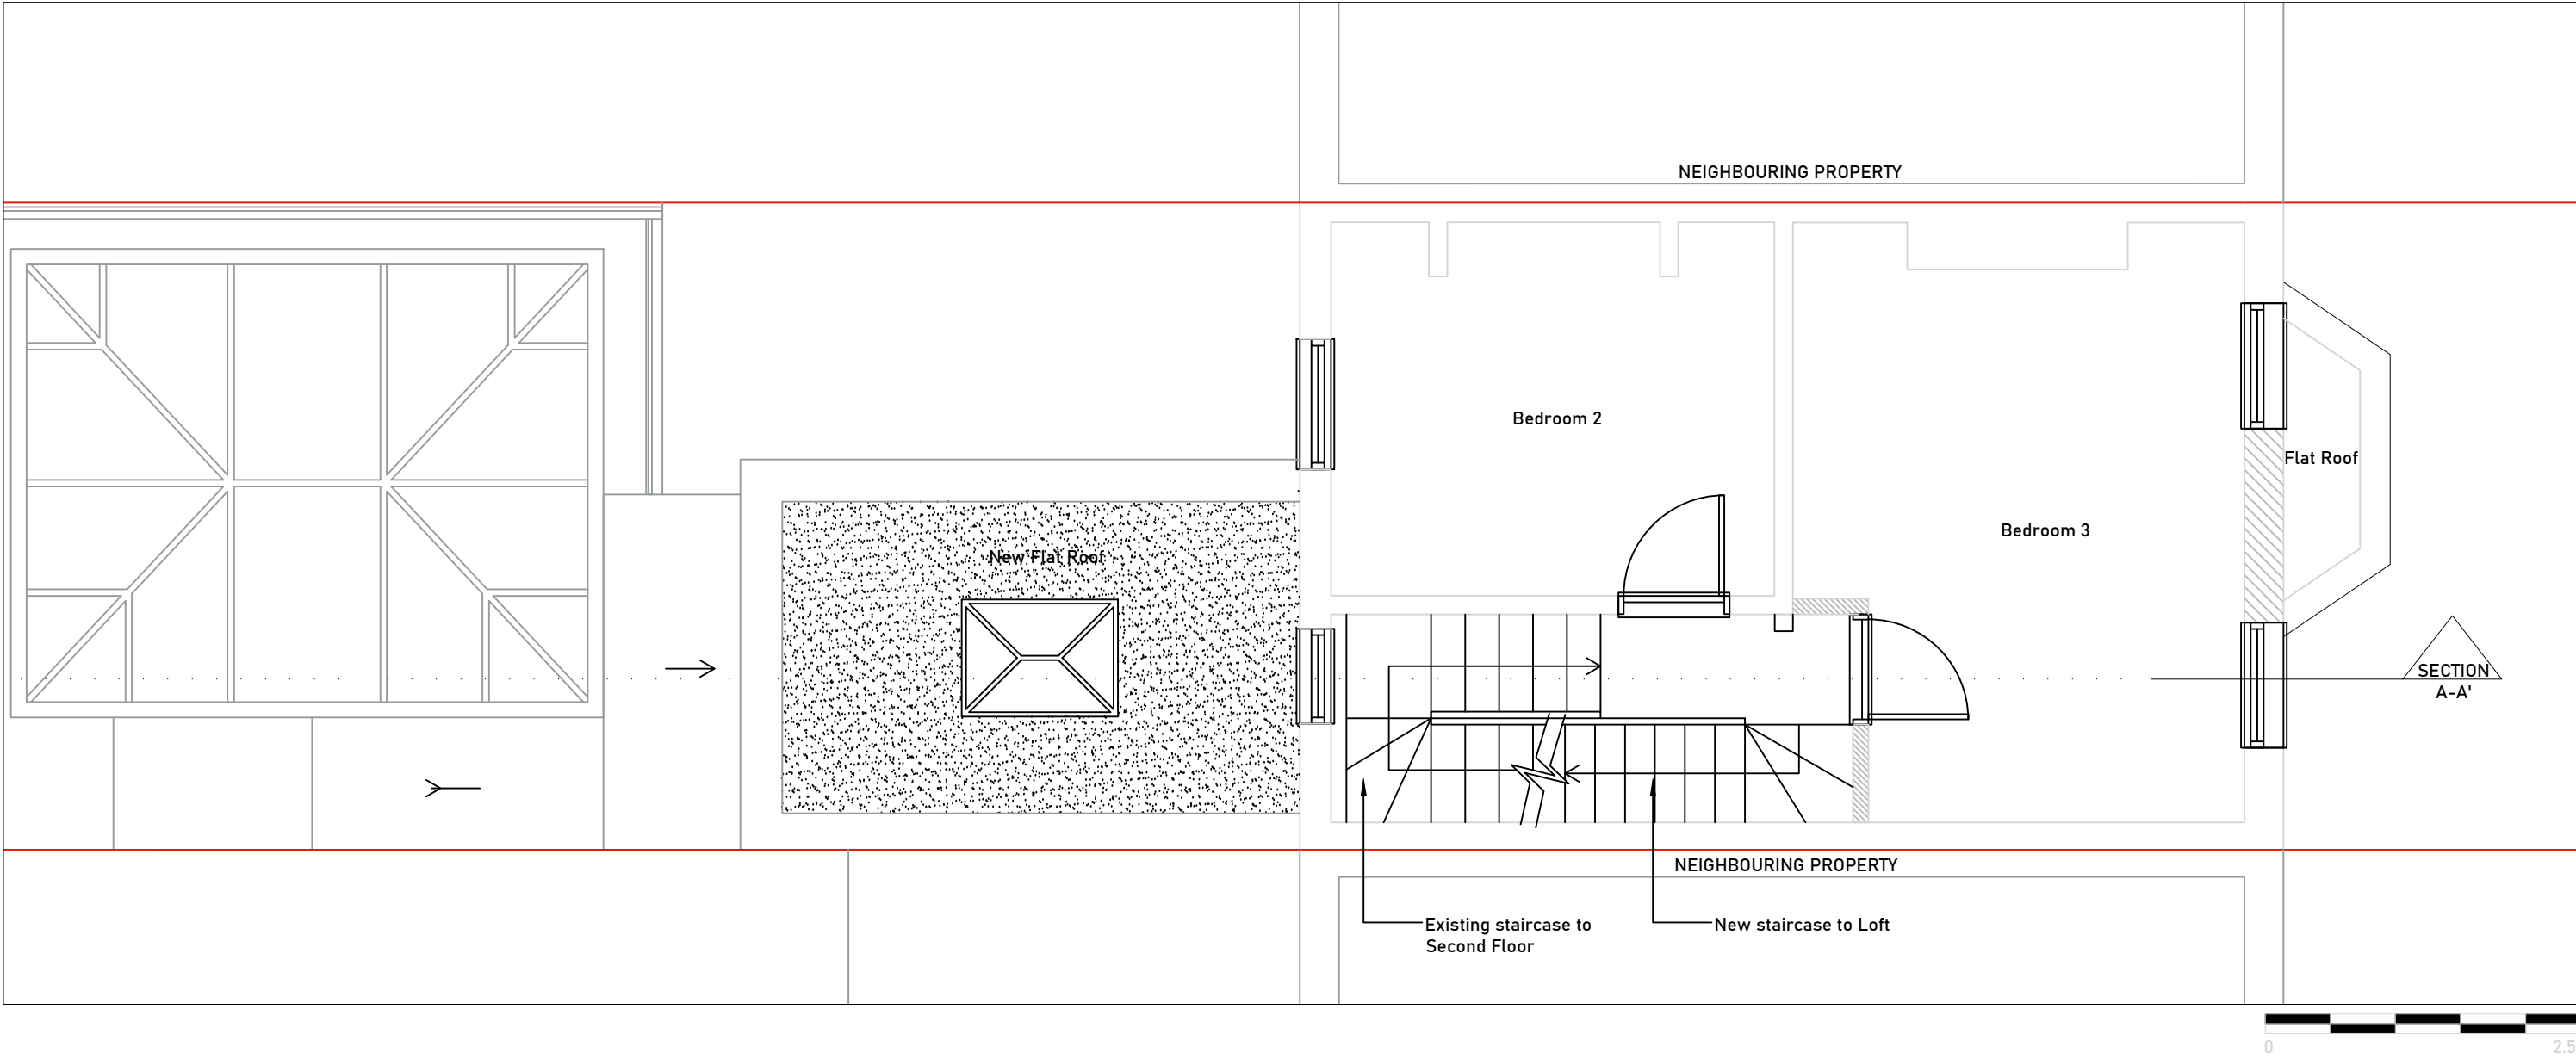 NEIGHBOURING PROPERTY
Bedroom 2
Flat Roof
Bedroom 3
New Flat Roof
SECTION
A-A'
NEIGHBOURING PROPERTY
Existing staircase to
Second Floor
New staircase to Loft
0
2.5